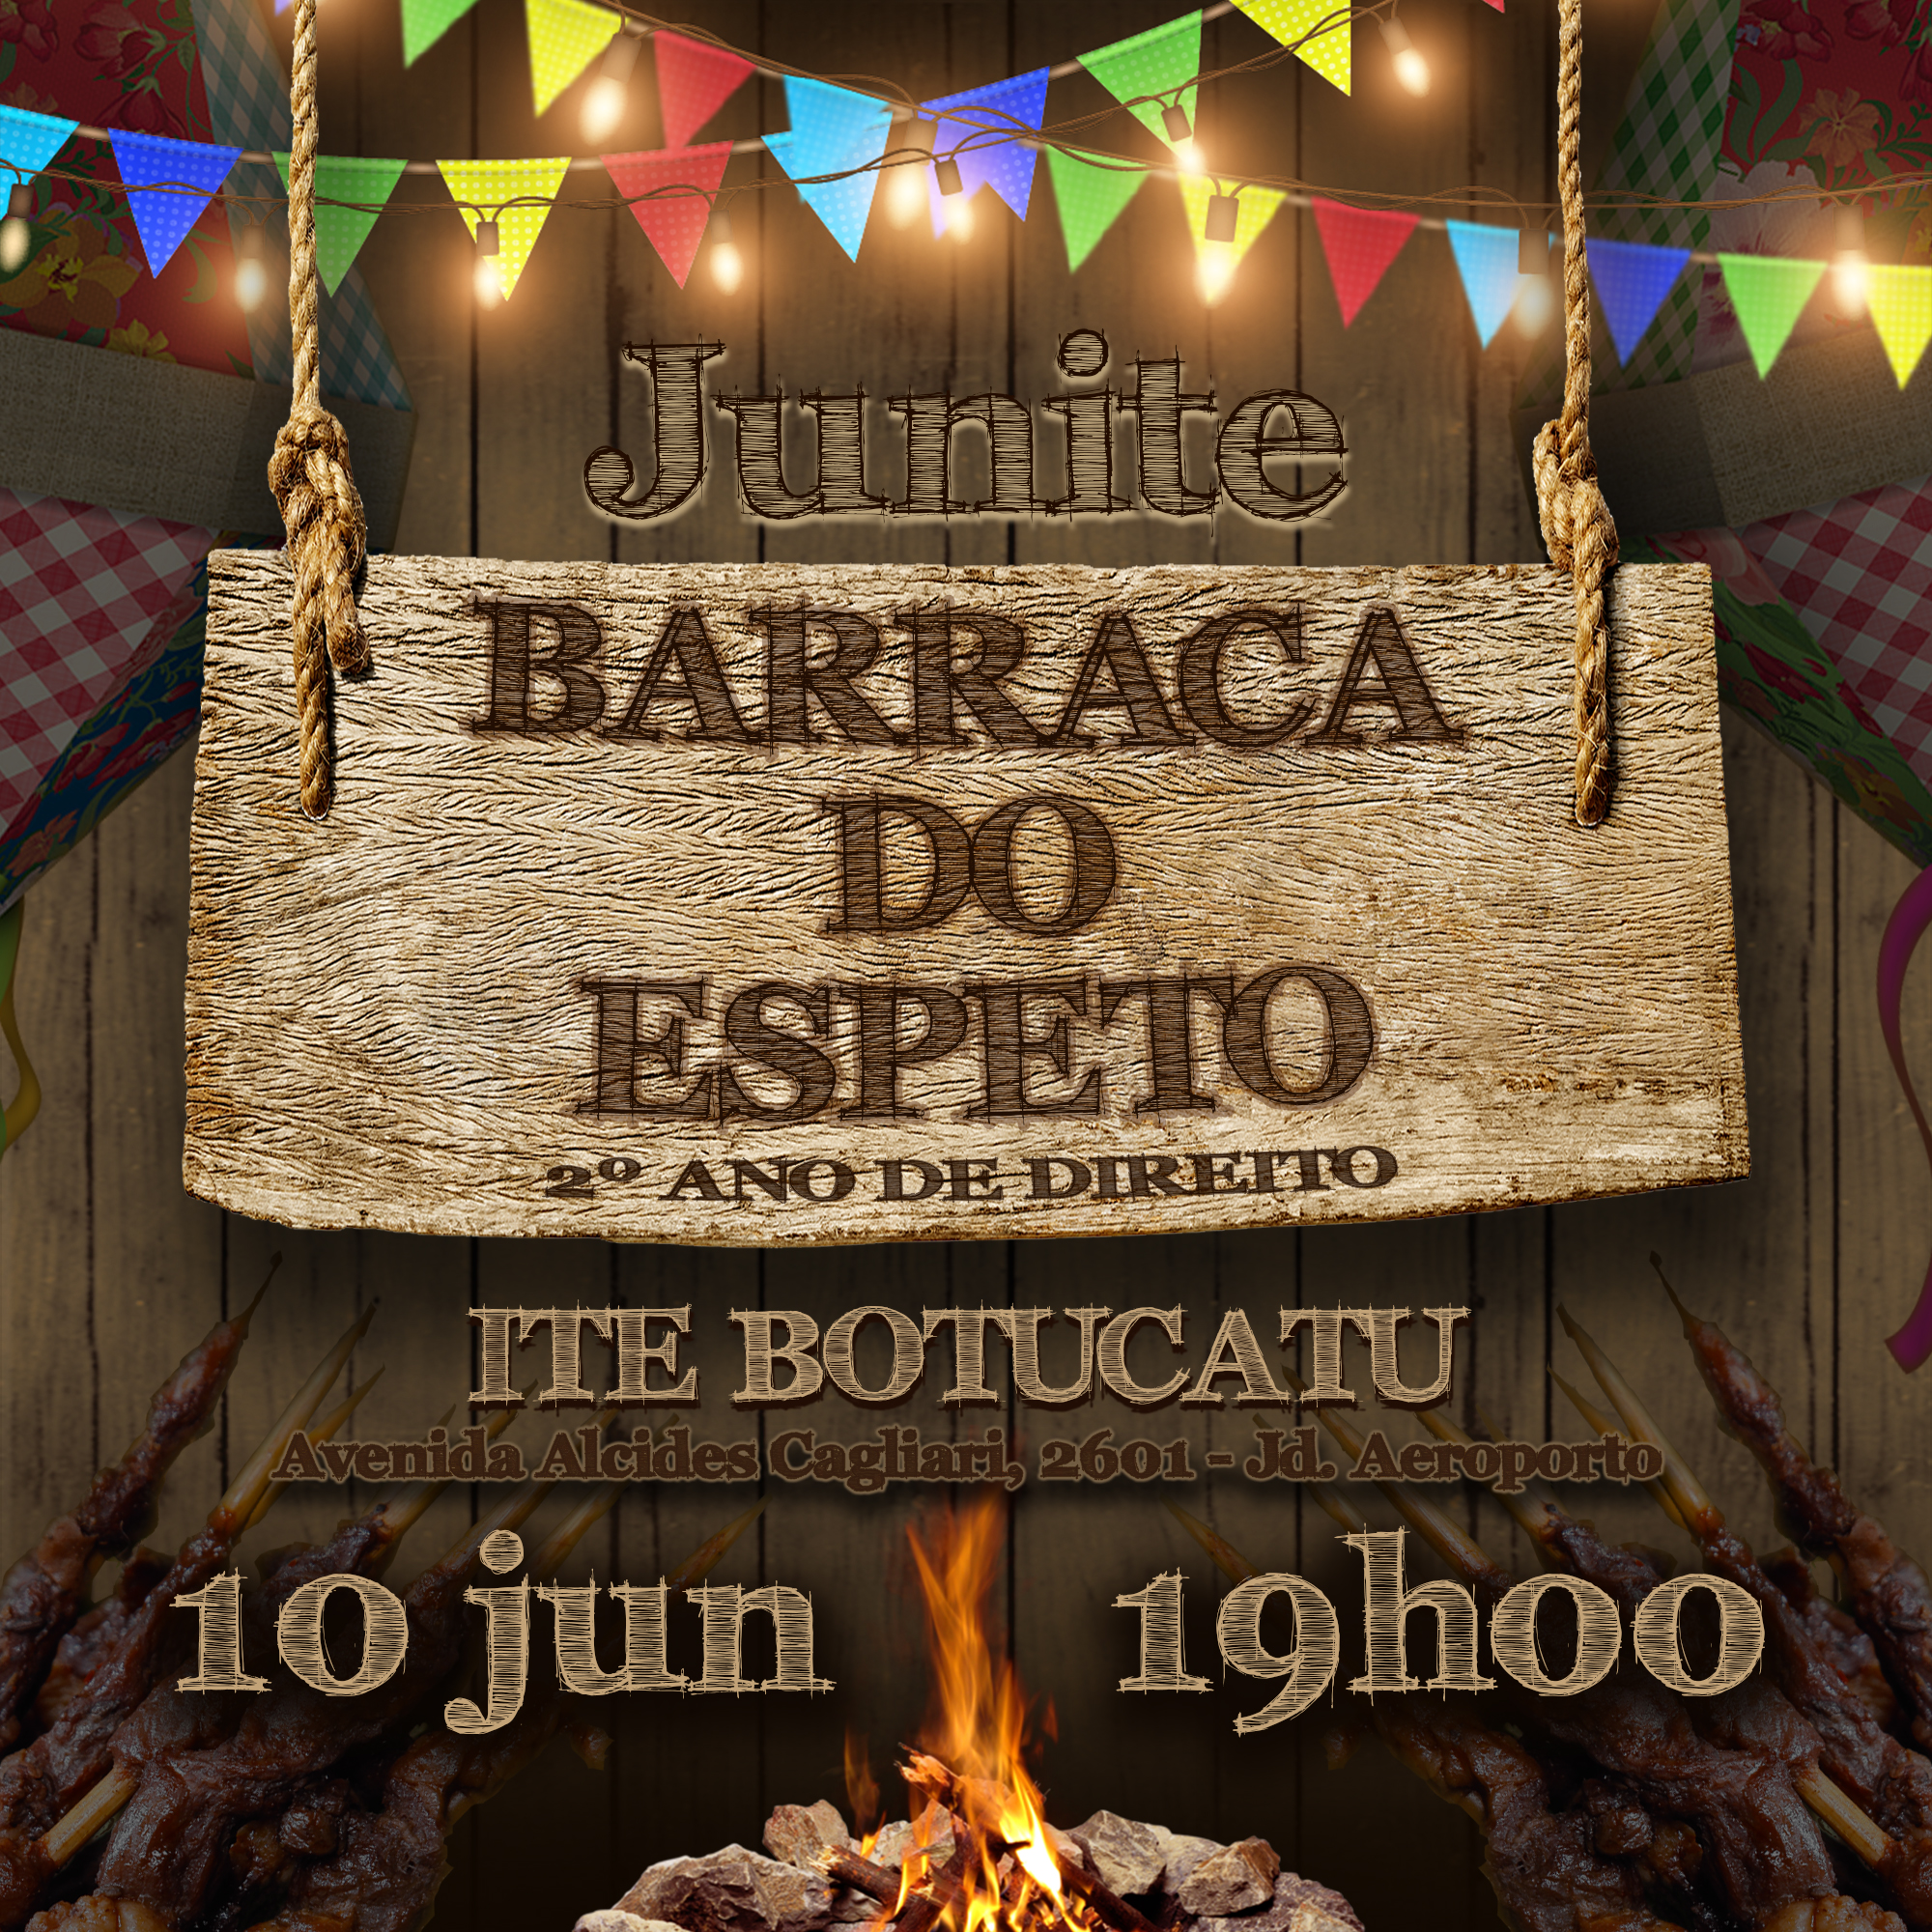 Junite
BARRACA
DO
ESPETO
2º ANO DE DIREITO
ITE BOTUCATU
Avenida Alcides Cagliari, 2601 - Jd. Aeroporto
10 jun
19h00